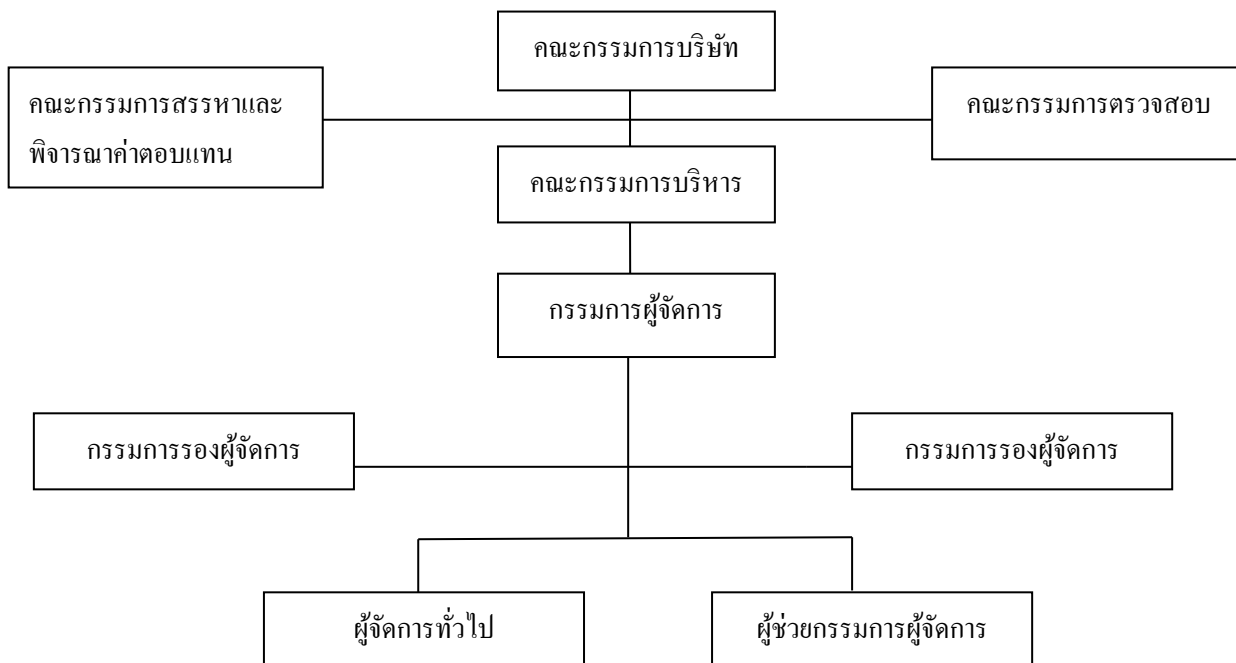 คณะกรรมการบริษัท
คณะกรรมการสรรหาและ
พิจารณาค่าตอบแทน
คณะกรรมการตรวจสอบ
คณะกรรมการบริหาร
กรรมการผู้จัดการ
กรรมการรองผู้จัดการ
กรรมการรองผู้จัดการ
ผู้จัดการทั่วไป
ผู้ช่วยกรรมการผู้จัดการ